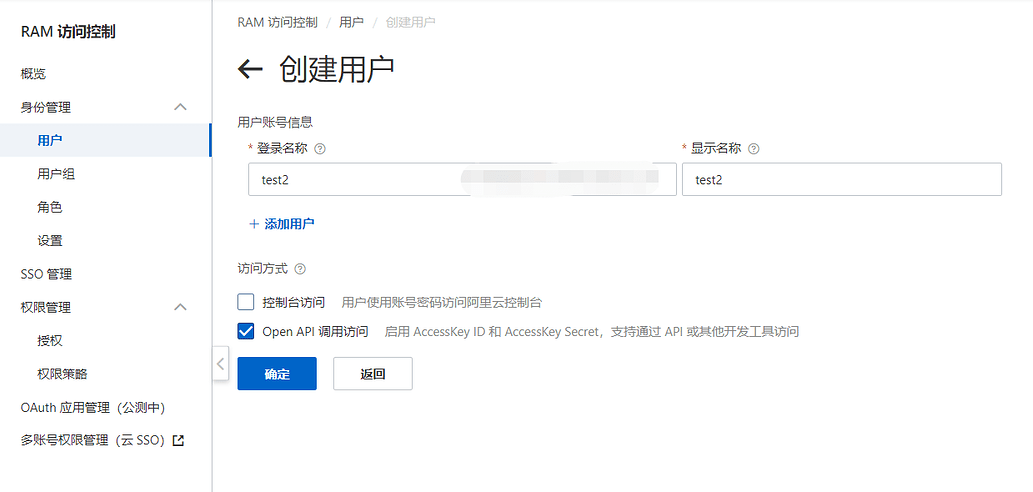 RAM 访问控制
概览
身份管理
用户
用户组
角色
设置
SSO 管理
权限管理
授权
权限策略
OAuth 应用管理（公测中）
多账号权限管理（云 SSO）
RAM 访问控制 / 用户 / 创建用户
← 创建用户
用户账号信息
* 登录名称 * 显示名称
test2 test2
+ 添加用户
访问方式
控制台访问 用户使用账号密码访问阿里云控制台
Open API 调用访问 启用 AccessKey ID 和 AccessKey Secret，支持通过 API 或其他开发工具访问
确定 返回